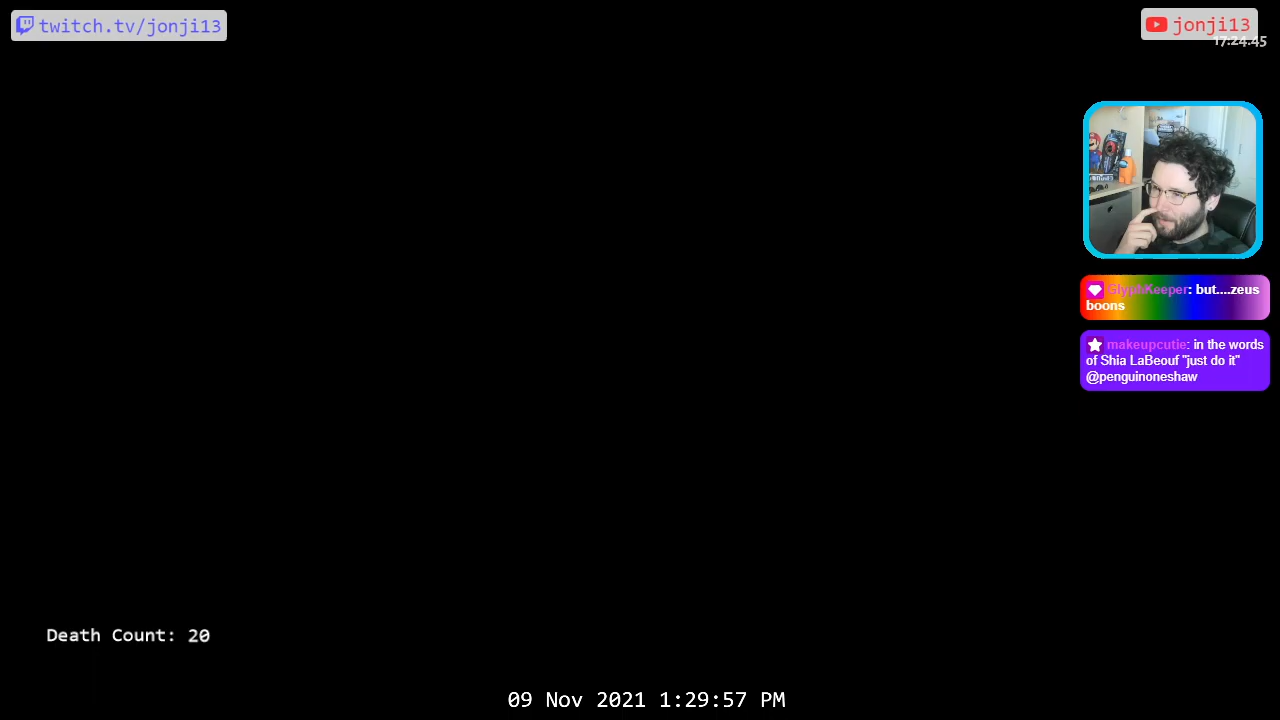 twitch.tv/jonji13
jonji13
17:24.45
GlyphKeeper: but....zeus
boons
makeupcutie: in the words
of Shia LaBeouf "just do it"
@penguinoneshaw
Death Count: 20
09 Nov 2021 1:29:57 PM